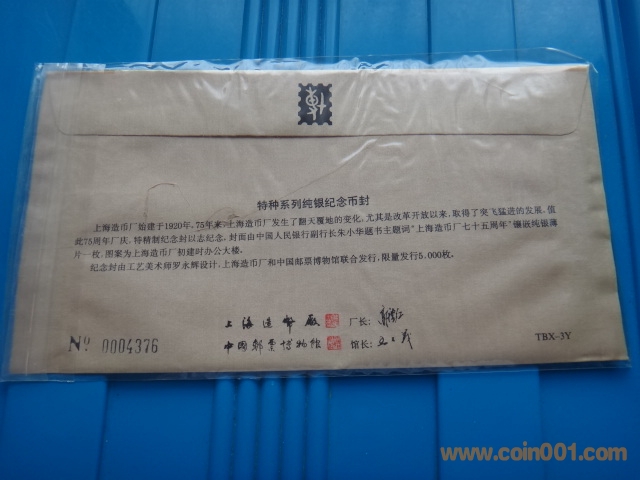 特种系列纯银纪念币封
上海造币厂始建于1920年，75年来，上海造币厂发生了翻天覆地的变化，尤其是改革开放以来，取得了突飞猛进的发展。值
此75周年厂庆，特精制纪念封以志纪念，封面由中国人民银行副行长朱小华题书主题词"上海造币厂七十五周年"镶嵌纯银薄
片一枚，图案为上海造币厂初建时办公大楼。
纪念封由工艺美术师罗永辉设计，上海造币厂和中国邮票博物馆联合发行，限量发行5.000枚。
上海造幣厰 厂长：
中国郵票博物館 馆长：
Nº 0004376
TBX-3Y
www.coin001.com